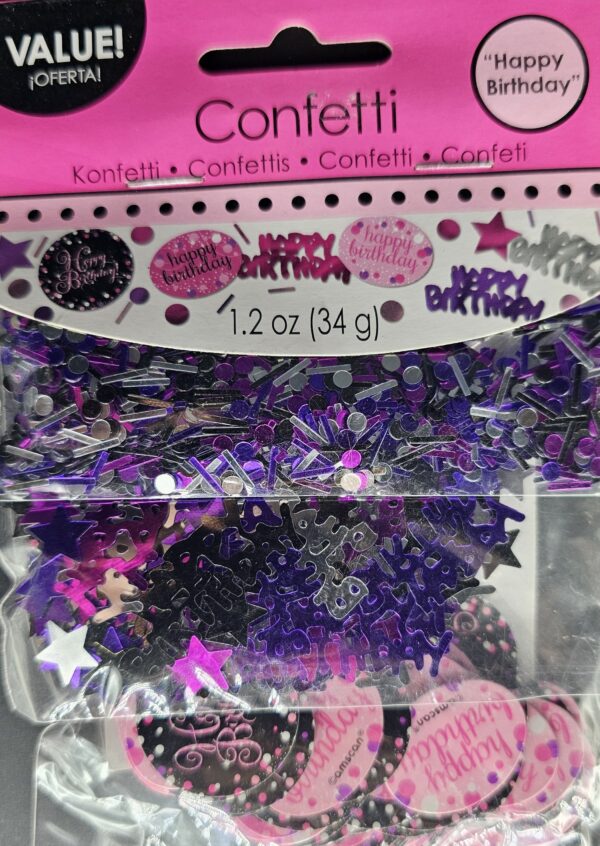 VALUE!
¡OFERTA!
"Happy
Birthday"
Confetti
Konfetti • Confettis • Confetti • Confeti
Happy
Birthday!
happy
birthday
HAPPY
BIRTHDAY
happy
birthday
HAPPY
BIRTHDAY
HAPPY
BIRTHDAY
1.2 oz (34 g)
©amscan®
amscan
happy
birthday